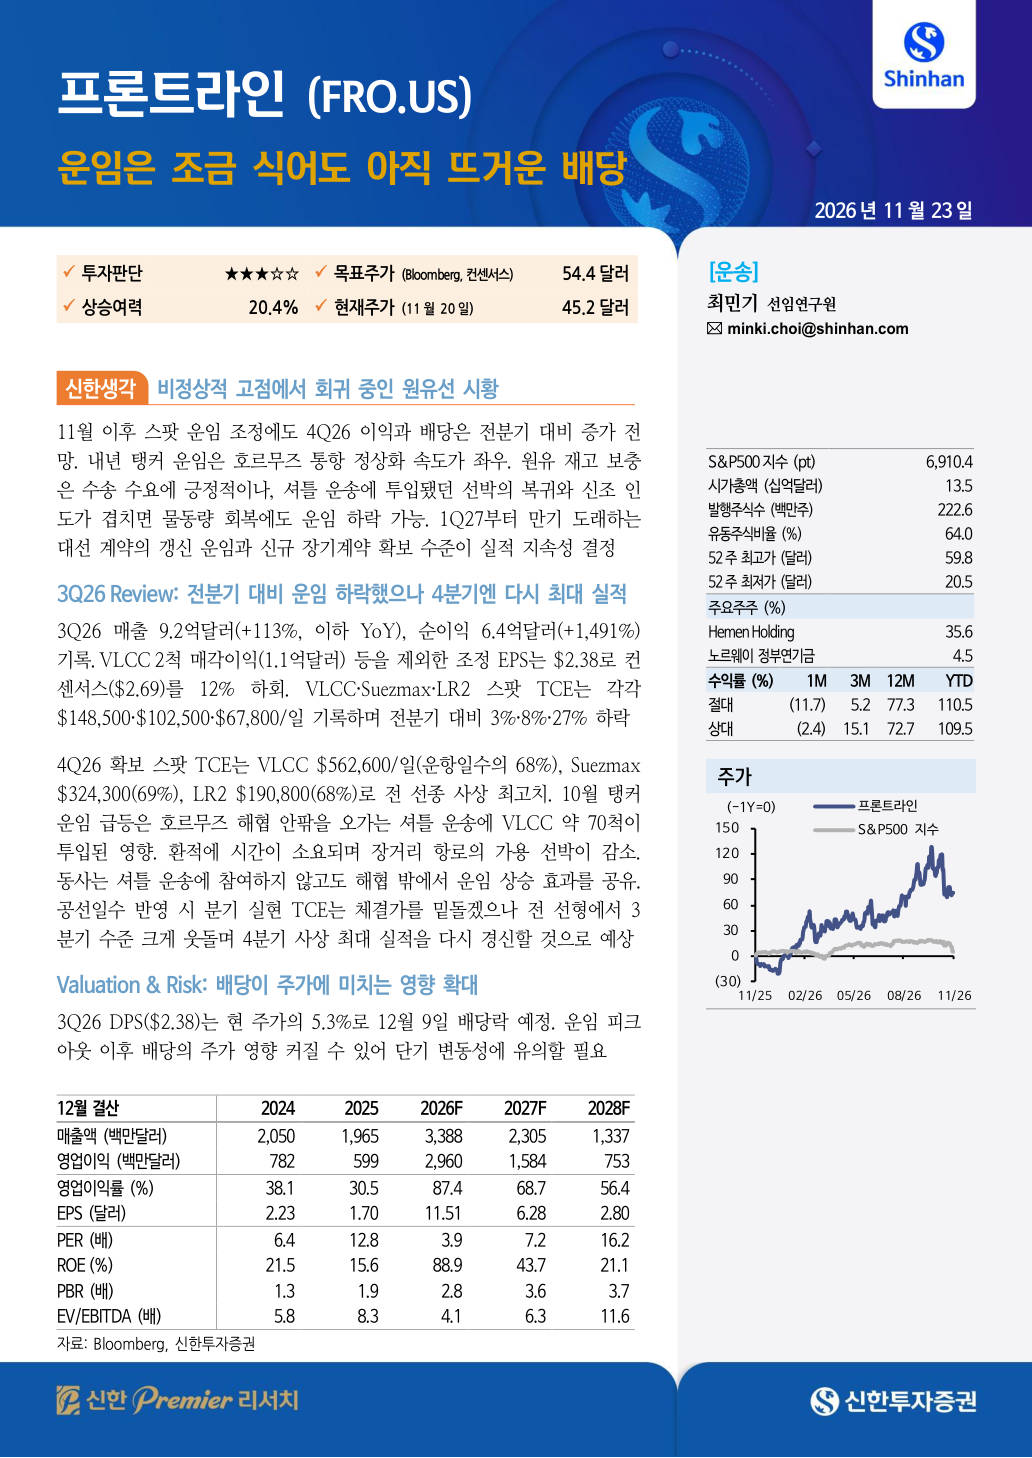 Shinhan
프론트라인 (FRO.US)
운임은 조금 식어도 아직 뜨거운 배당
2026년 11월 23일
✓ 투자판단 ★★★☆☆ ✓ 목표주가 (Bloomberg, 컨센서스) 54.4 달러
✓ 상승여력 20.4% ✓ 현재주가 (11월 20일) 45.2 달러
[운송]
최민기 선임연구원
minki.choi@shinhan.com
신한생각 비정상적 고점에서 회귀 중인 원유선 시황
11월 이후 스팟 운임 조정에도 4Q26 이익과 배당은 전분기 대비 증가 전
망. 내년 탱커 운임은 호르무즈 통항 정상화 속도가 좌우. 원유 재고 보충
은 수송 수요에 긍정적이나, 셔틀 운송에 투입됐던 선박의 복귀와 신조 인
도가 겹치면 물동량 회복에도 운임 하락 가능. 1Q27부터 만기 도래하는
대선 계약의 갱신 운임과 신규 장기계약 확보 수준이 실적 지속성 결정
3Q26 Review: 전분기 대비 운임 하락했으나 4분기엔 다시 최대 실적
3Q26 매출 9.2억달러(+113%, 이하 YoY), 순이익 6.4억달러(+1,491%)
기록. VLCC 2척 매각이익(1.1억달러) 등을 제외한 조정 EPS는 $2.38로 컨
센서스($2.69)를 12% 하회. VLCC·Suezmax·LR2 스팟 TCE는 각각
$148,500·$102,500·$67,800/일 기록하며 전분기 대비 3%·8%·27% 하락
4Q26 확보 스팟 TCE는 VLCC $562,600/일(운항일수의 68%), Suezmax
$324,300(69%), LR2 $190,800(68%)로 전 선종 사상 최고치. 10월 탱커
운임 급등은 호르무즈 해협 안팎을 오가는 셔틀 운송에 VLCC 약 70척이
투입된 영향. 환적에 시간이 소요되며 장거리 항로의 가용 선박이 감소.
동사는 셔틀 운송에 참여하지 않고도 해협 밖에서 운임 상승 효과를 공유.
공선일수 반영 시 분기 실현 TCE는 체결가를 밑돌겠으나 전 선형에서 3
분기 수준 크게 웃돌며 4분기 사상 최대 실적을 다시 경신할 것으로 예상
Valuation & Risk: 배당이 주가에 미치는 영향 확대
3Q26 DPS($2.38)는 현 주가의 5.3%로 12월 9일 배당락 예정. 운임 피크
아웃 이후 배당의 주가 영향 커질 수 있어 단기 변동성에 유의할 필요
12월 결산 2024 2025 2026F 2027F 2028F
매출액 (백만달러) 2,050 1,965 3,388 2,305 1,337
영업이익 (백만달러) 782 599 2,960 1,584 753
영업이익률 (%) 38.1 30.5 87.4 68.7 56.4
EPS (달러) 2.23 1.70 11.51 6.28 2.80
PER (배) 6.4 12.8 3.9 7.2 16.2
ROE (%) 21.5 15.6 88.9 43.7 21.1
PBR (배) 1.3 1.9 2.8 3.6 3.7
EV/EBITDA (배) 5.8 8.3 4.1 6.3 11.6
자료: Bloomberg, 신한투자증권
S&P500 지수 (pt) 6,910.4
시가총액 (십억달러) 13.5
발행주식수 (백만주) 222.6
유동주식비율 (%) 64.0
52주 최고가 (달러) 59.8
52주 최저가 (달러) 20.5
주요주주 (%)
Hemen Holding 35.6
노르웨이 정부연기금 4.5
수익률 (%) 1M 3M 12M YTD
절대 (11.7) 5.2 77.3 110.5
상대 (2.4) 15.1 72.7 109.5
주가
(-1Y=0) 프론트라인
150 S&P500 지수
120
90
60
30
0
(30)
11/25 02/26 05/26 08/26 11/26
신한 Premier 리서치
신한투자증권